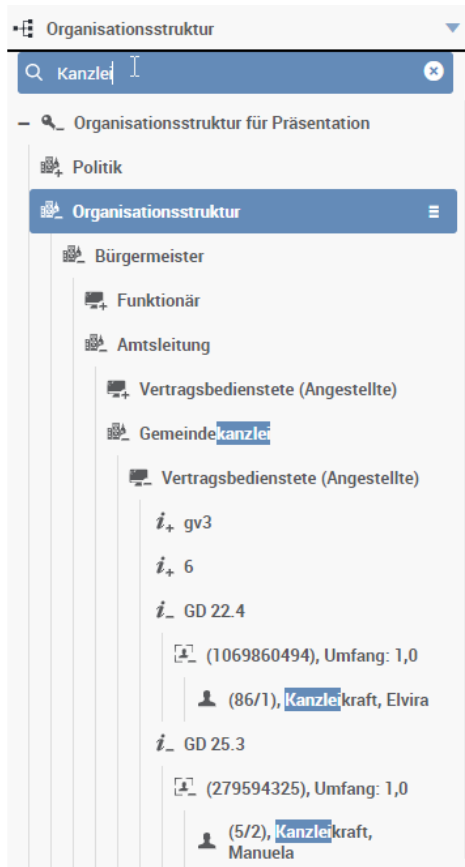 Organisationsstruktur
Kanzlei
Organisationsstruktur für Präsentation
Politik
Organisationsstruktur
Bürgermeister
Funktionär
Amtsleitung
Vertragsbedienstete (Angestellte)
Gemeindekanzlei
Vertragsbedienstete (Angestellte)
gv3
6
GD 22.4
(1069860494), Umfang: 1,0
(86/1), Kanzleikraft, Elvira
GD 25.3
(279594325), Umfang: 1,0
(5/2), Kanzleikraft,
Manuela